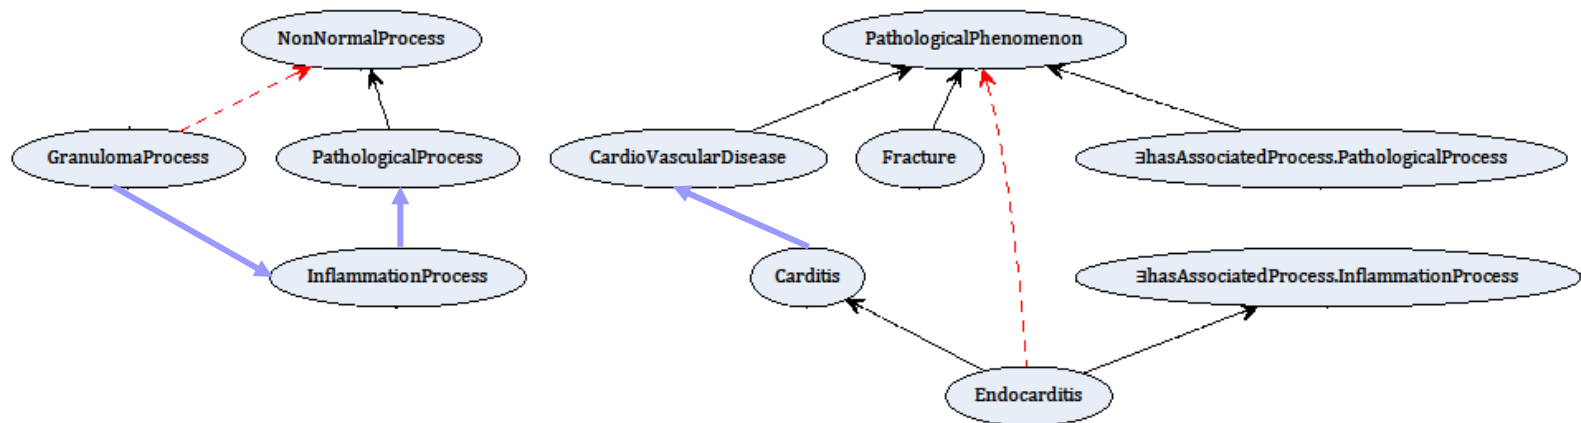 NonNormalProcess
PathologicalPhenomenon
GranulomaProcess
PathologicalProcess
CardioVascularDisease
Fracture
∃hasAssociatedProcess.PathologicalProcess
InflammationProcess
Carditis
∃hasAssociatedProcess.InflammationProcess
Endocarditis